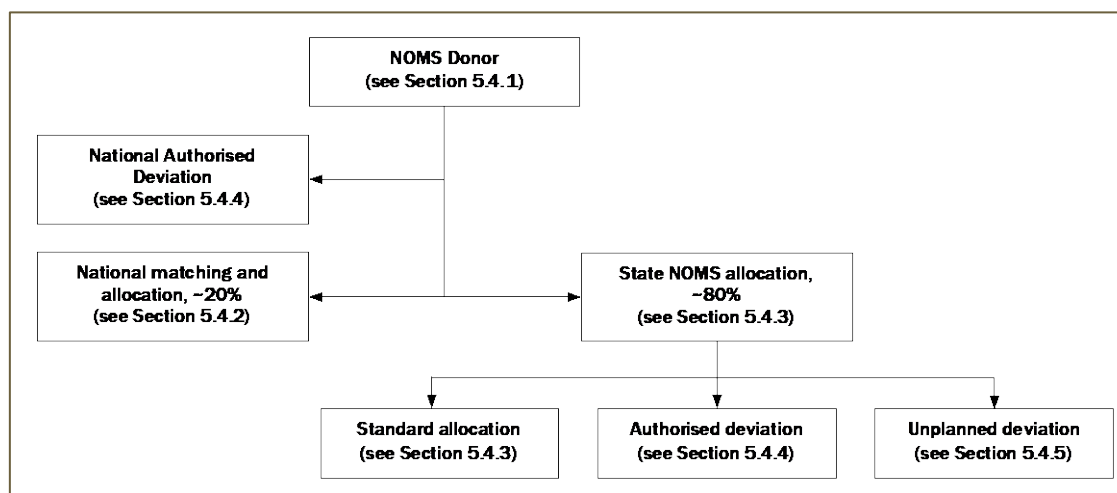 NOMS Donor
(see Section 5.4.1)
National Authorised
Deviation
(see Section 5.4.4)
National matching and
allocation, ~20%
(see Section 5.4.2)
State NOMS allocation,
~80%
(see Section 5.4.3)
Standard allocation
(see Section 5.4.3)
Authorised deviation
(see Section 5.4.4)
Unplanned deviation
(see Section 5.4.5)